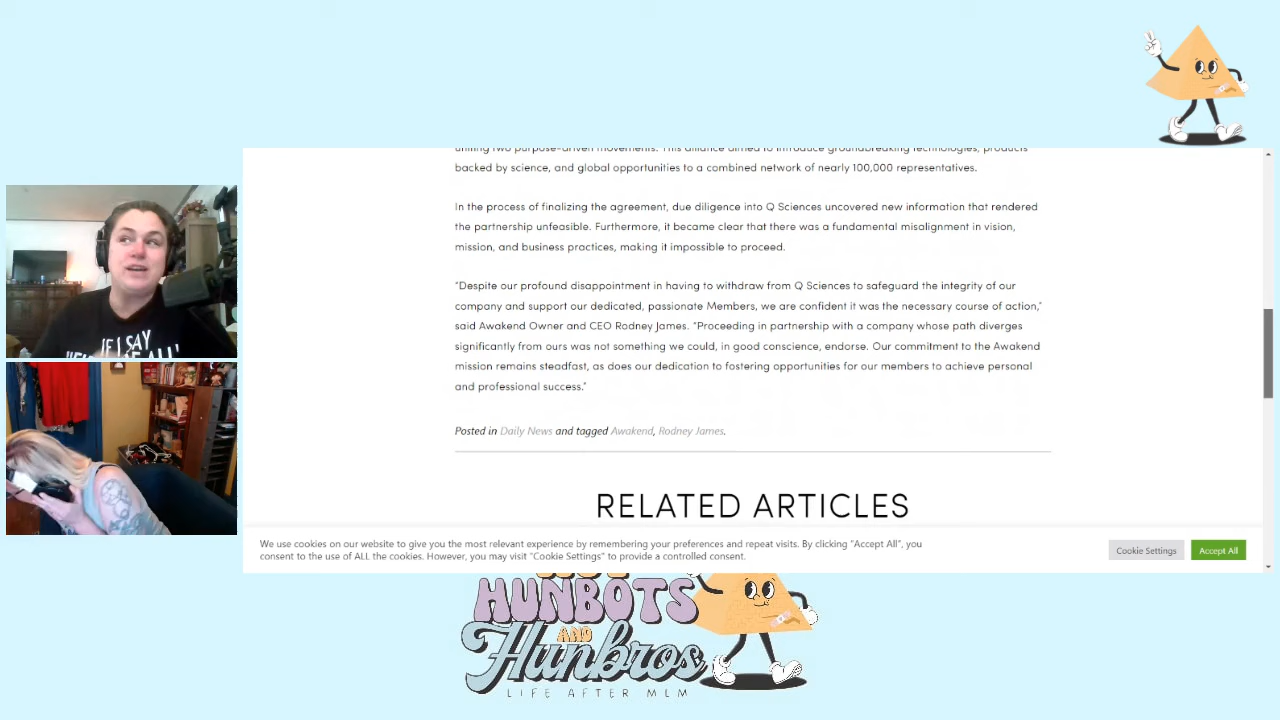 uniting two purpose-driven movements. This alliance aimed to introduce groundbreaking technologies, products
backed by science, and global opportunities to a combined network of nearly 100,000 representatives.
In the process of finalizing the agreement, due diligence into Q Sciences uncovered new information that rendered
the partnership unfeasible. Furthermore, it became clear that there was a fundamental misalignment in vision,
mission, and business practices, making it impossible to proceed.
"Despite our profound disappointment in having to withdraw from Q Sciences to safeguard the integrity of our
company and support our dedicated, passionate Members, we are confident it was the necessary course of action,"
said Awakend Owner and CEO Rodney James. "Proceeding in partnership with a company whose path diverges
significantly from ours was not something we could, in good conscience, endorse. Our commitment to the Awakend
mission remains steadfast, as does our dedication to fostering opportunities for our members to achieve personal
and professional success."
Posted in Daily News and tagged Awakend, Rodney James.
RELATED ARTICLES
We use cookies on our website to give you the most relevant experience by remembering your preferences and repeat visits. By clicking "Accept All", you
consent to the use of ALL the cookies. However, you may visit "Cookie Settings" to provide a controlled consent.
Cookie Settings
Accept All
IF I SAY
HUNBOTS
AND
Hunbros
LIFE AFTER MLM